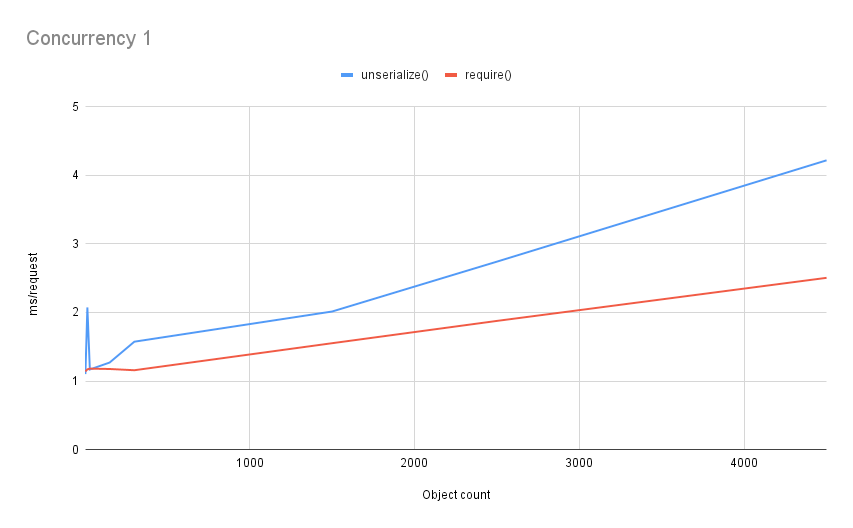 Concurrency 1
unserialize() require()
5
4
3
2
1
0
ms/request
1000 2000 3000 4000
Object count